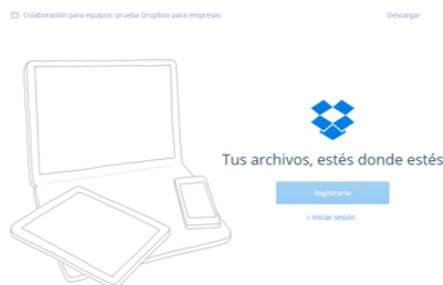 Colaboración para equipos: prueba Dropbox para empresas
Descargar
Tus archivos, estés donde estés
Registrarse
o Iniciar sesión